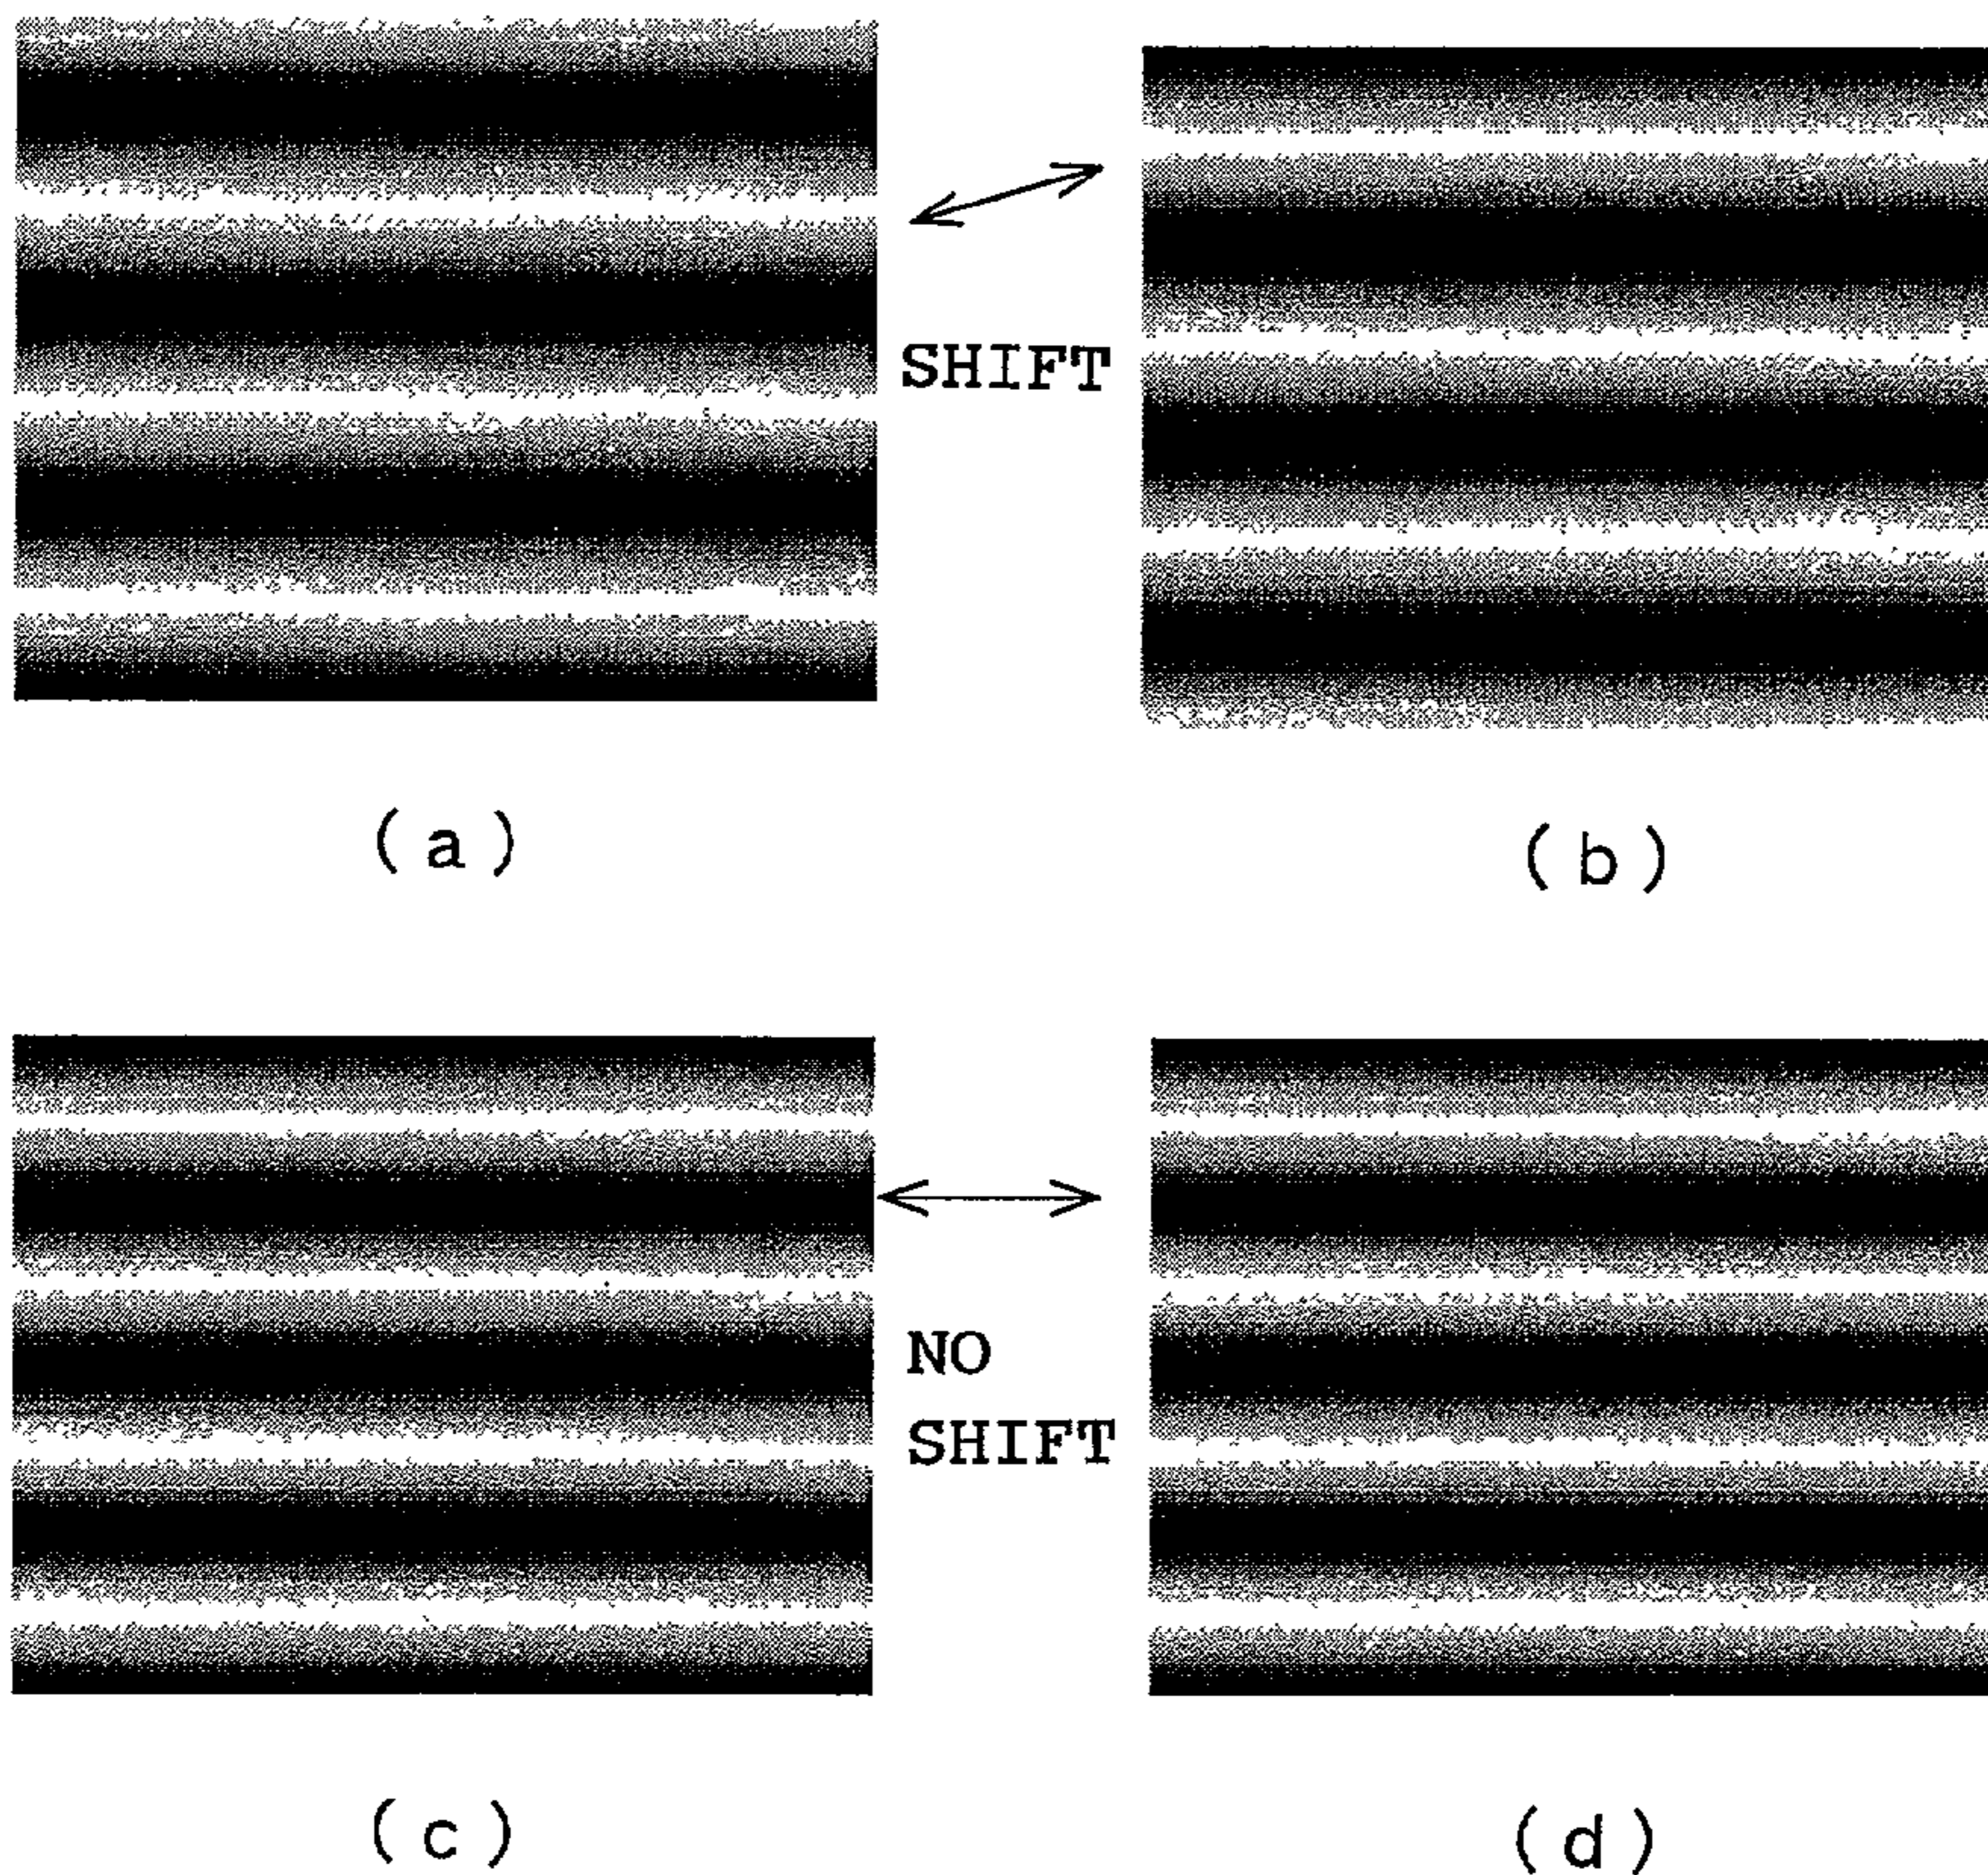 SHIFT
( a )
( b )
NO
SHIFT
( c )
( d )